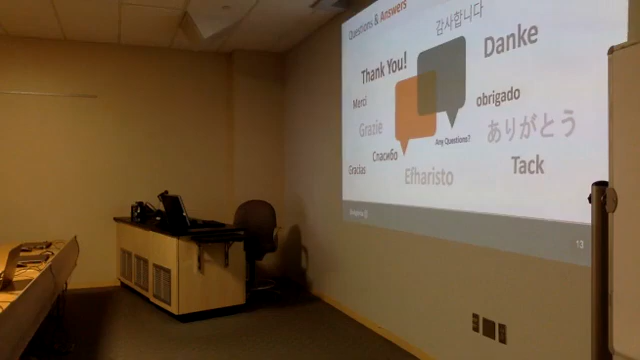 Questions & Answers
감사합니다
Danke
Thank You!
Merci
obrigado
Grazie
ありがとう
Any Questions?
Спасибо
Gracias
Efharisto
Tack
13